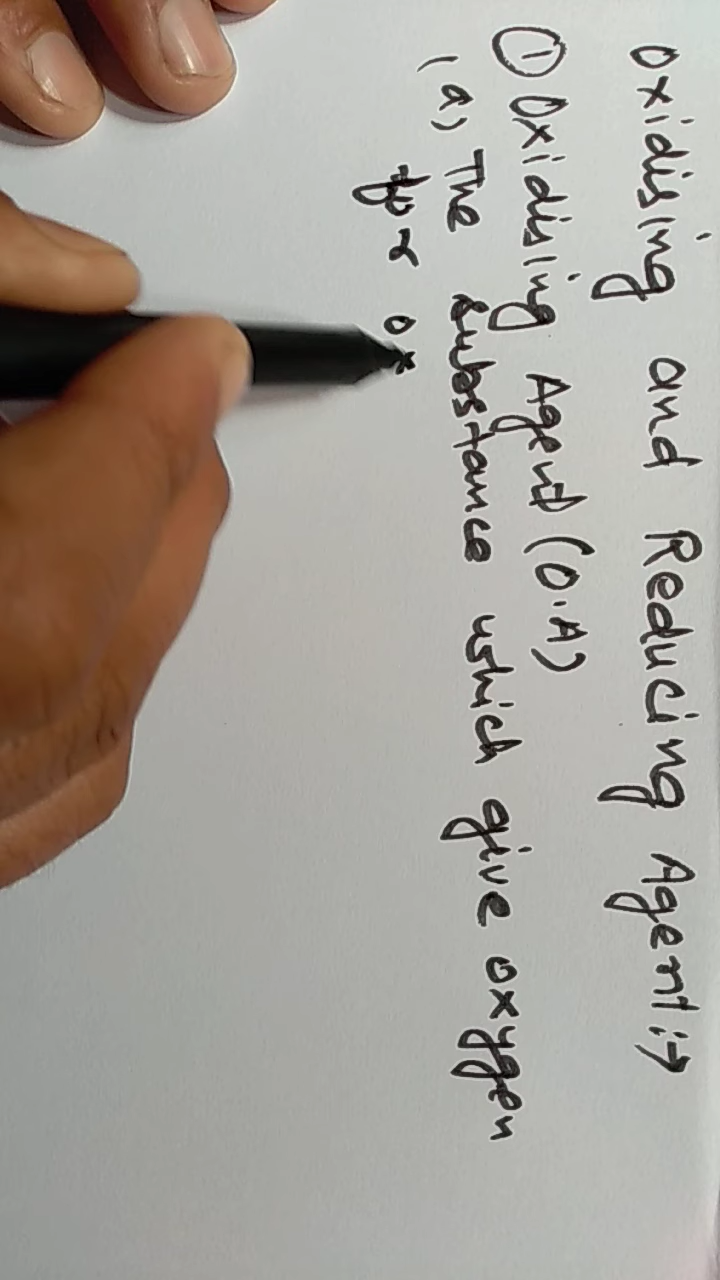 Oxidising and Reducing Agent :→
① Oxidising Agent (O.A)
(a) The substance which give oxygen
for ox